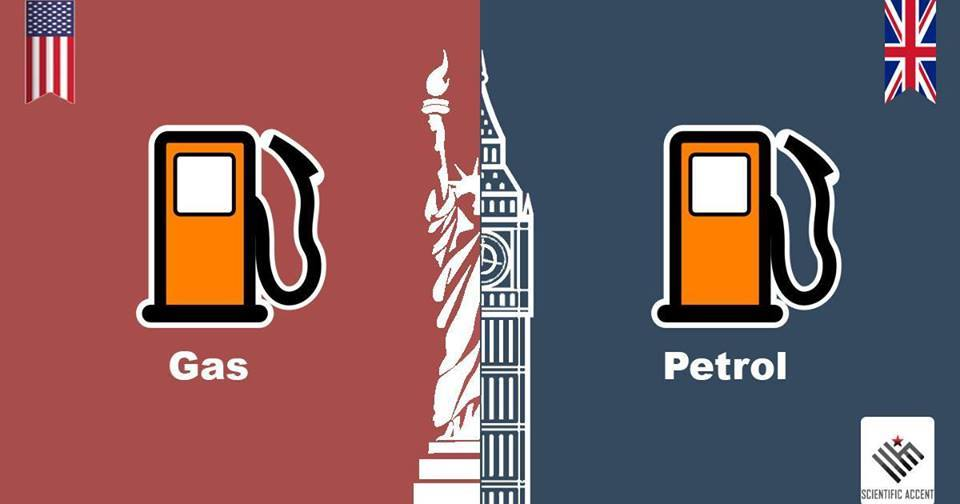 Gas
Petrol
SCIENTIFIC ACCENT